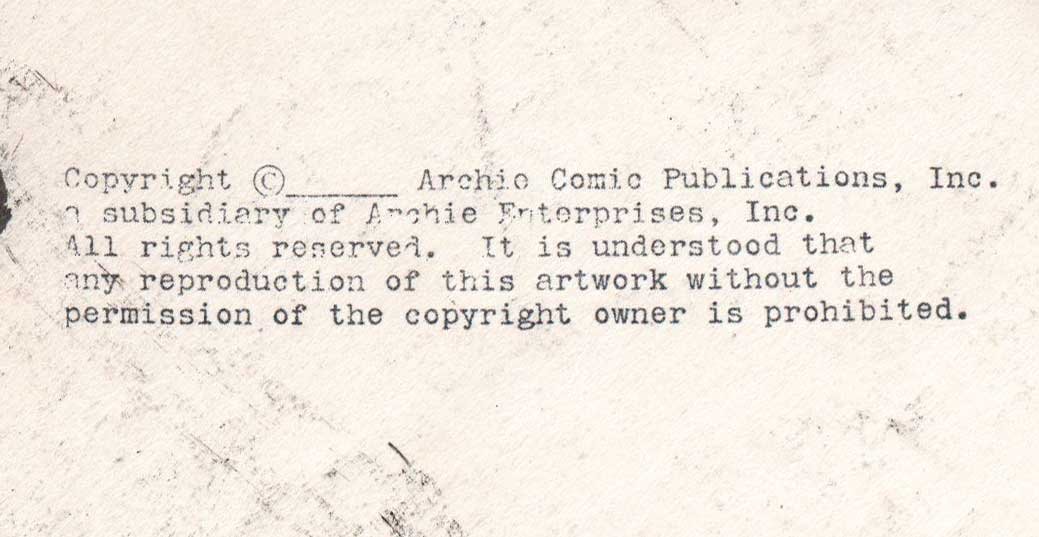 Copyright ©______ Archie Comic Publications, Inc.
a subsidiary of Archie Enterprises, Inc.
All rights reserved. It is understood that
any reproduction of this artwork without the
permission of the copyright owner is prohibited.